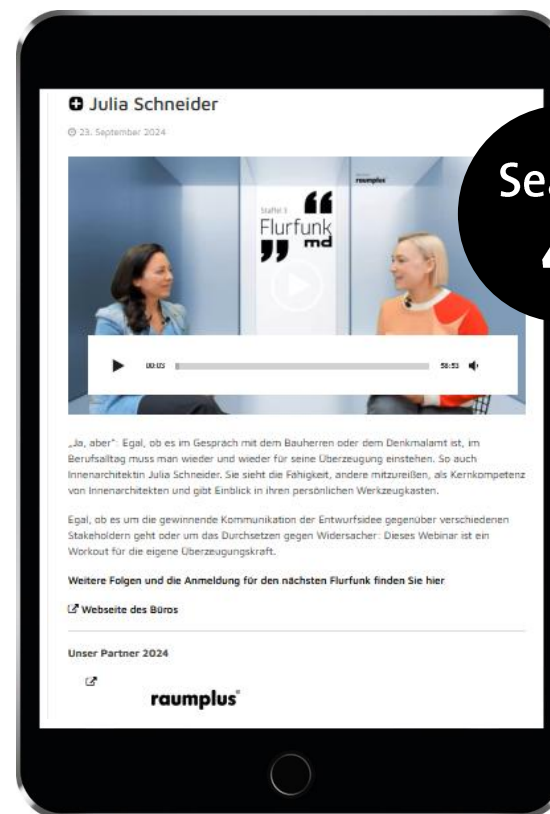 Julia Schneider
23. September 2024
raumplus
Staffel 3
Flurfunk
md
00:03
56:53
„Ja, aber“: Egal, ob es im Gespräch mit dem Bauherren oder dem Denkmalamt ist, im
Berufsalltag muss man wieder und wieder für seine Überzeugung einstehen. So auch
Innenarchitektin Julia Schneider. Sie sieht die Fähigkeit, andere mitzureißen, als Kernkompetenz
von Innenarchitekten und gibt Einblick in ihren persönlichen Werkzeugkasten.
Egal, ob es um die gewinnende Kommunikation der Entwurfsidee gegenüber verschiedenen
Stakeholdern geht oder um das Durchsetzen gegen Widersacher: Dieses Webinar ist ein
Workout für die eigene Überzeugungskraft.
Weitere Folgen und die Anmeldung für den nächsten Flurfunk finden Sie hier
Webseite des Büros
Unser Partner 2024
raumplus®